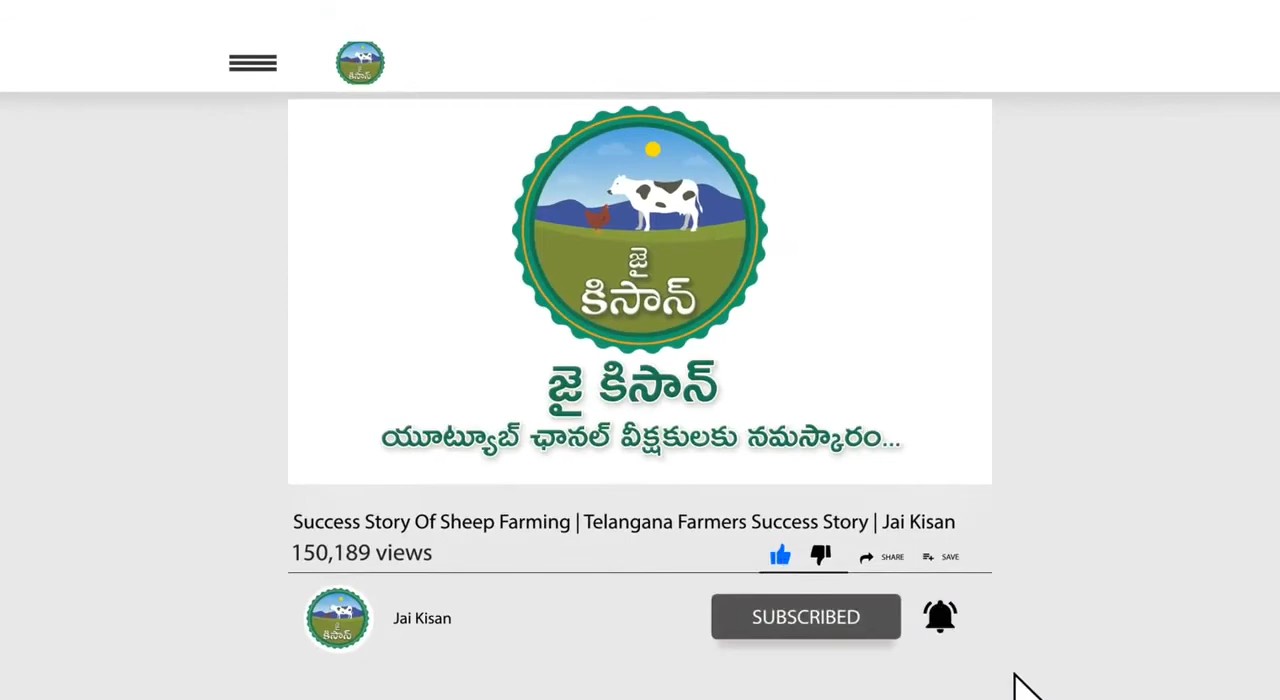 కిసాన్
జై
కిసాన్
జై కిసాన్
యూట్యూబ్ ఛానల్ వీక్షకులకు నమస్కారం...
Success Story Of Sheep Farming | Telangana Farmers Success Story | Jai Kisan
150,189 views
SHARE
SAVE
కిసాన్
Jai Kisan
SUBSCRIBED